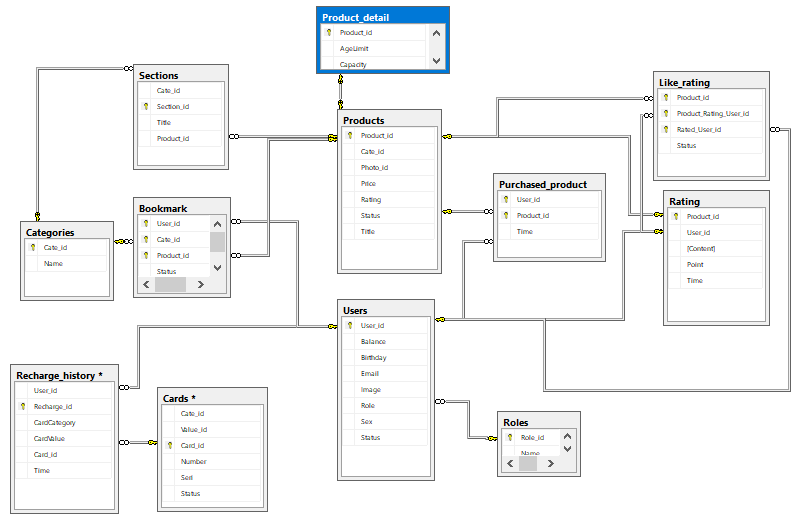 Product_detail
Product_id
AgeLimit
Capacity
Sections
Cate_id
Section_id
Title
Product_id
Products
Product_id
Cate_id
Photo_id
Price
Rating
Status
Title
Like_rating
Product_id
Product_Rating_User_id
Rated_User_id
Status
Purchased_product
User_id
Product_id
Time
Rating
Product_id
User_id
[Content]
Point
Time
Bookmark
User_id
Cate_id
Product_id
Status
Categories
Cate_id
Name
Users
User_id
Balance
Birthday
Email
Image
Role
Sex
Status
Recharge_history *
User_id
Recharge_id
CardCategory
CardValue
Card_id
Time
Cards *
Cate_id
Value_id
Card_id
Number
Seri
Status
Roles
Role_id
Name